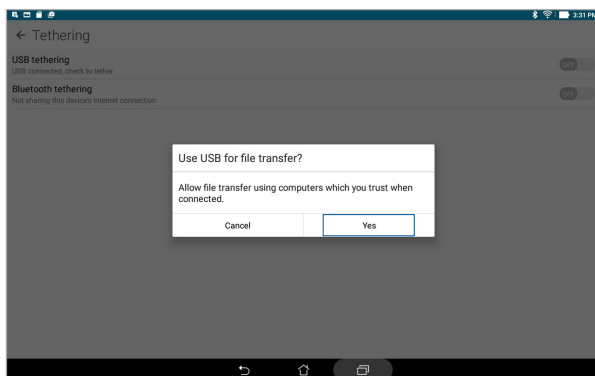 3:31 PM
Tethering
USB tethering
USB connected, check to tether
OFF
Bluetooth tethering
Not sharing this device's Internet connection
OFF
Use USB for file transfer?
Allow file transfer using computers which you trust when
connected.
Cancel
Yes